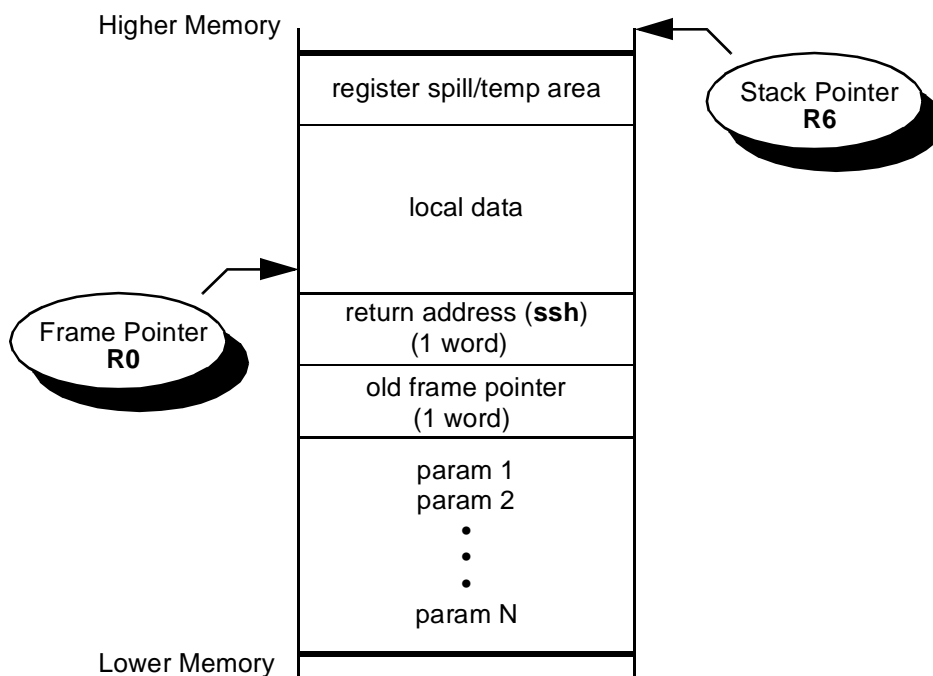 Higher Memory
register spill/temp area
Stack Pointer
R6
local data
return address (ssh)
(1 word)
Frame Pointer
R0
old frame pointer
(1 word)
param 1
param 2
param N
Lower Memory